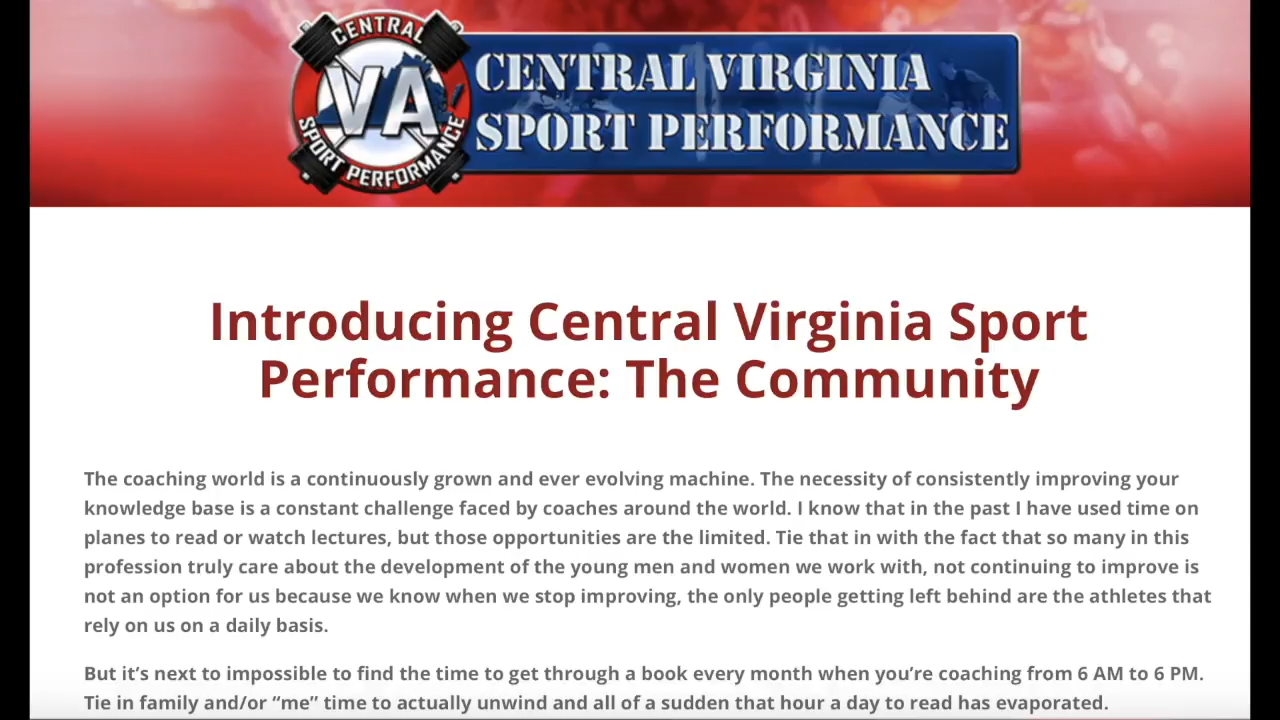 CENTRAL
VA
SPORT PERFORMANCE
CENTRAL VIRGINIA
SPORT PERFORMANCE
Introducing Central Virginia Sport
Performance: The Community
The coaching world is a continuously grown and ever evolving machine. The necessity of consistently improving your
knowledge base is a constant challenge faced by coaches around the world. I know that in the past I have used time on
planes to read or watch lectures, but those opportunities are the limited. Tie that in with the fact that so many in this
profession truly care about the development of the young men and women we work with, not continuing to improve is
not an option for us because we know when we stop improving, the only people getting left behind are the athletes that
rely on us on a daily basis.
But it’s next to impossible to find the time to get through a book every month when you’re coaching from 6 AM to 6 PM.
Tie in family and/or “me” time to actually unwind and all of a sudden that hour a day to read has evaporated.